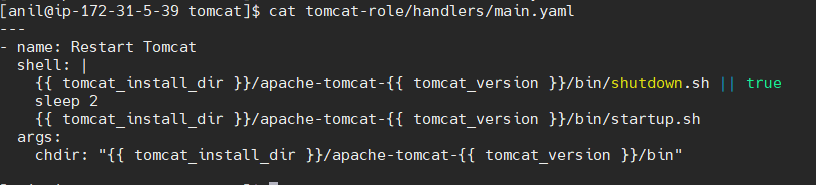 [anil@ip-172-31-5-39 tomcat]$ cat tomcat-role/handlers/main.yaml
---
- name: Restart Tomcat
  shell: |
    {{ tomcat_install_dir }}/apache-tomcat-{{ tomcat_version }}/bin/shutdown.sh || true
    sleep 2
    {{ tomcat_install_dir }}/apache-tomcat-{{ tomcat_version }}/bin/startup.sh
  args:
    chdir: "{{ tomcat_install_dir }}/apache-tomcat-{{ tomcat_version }}/bin"